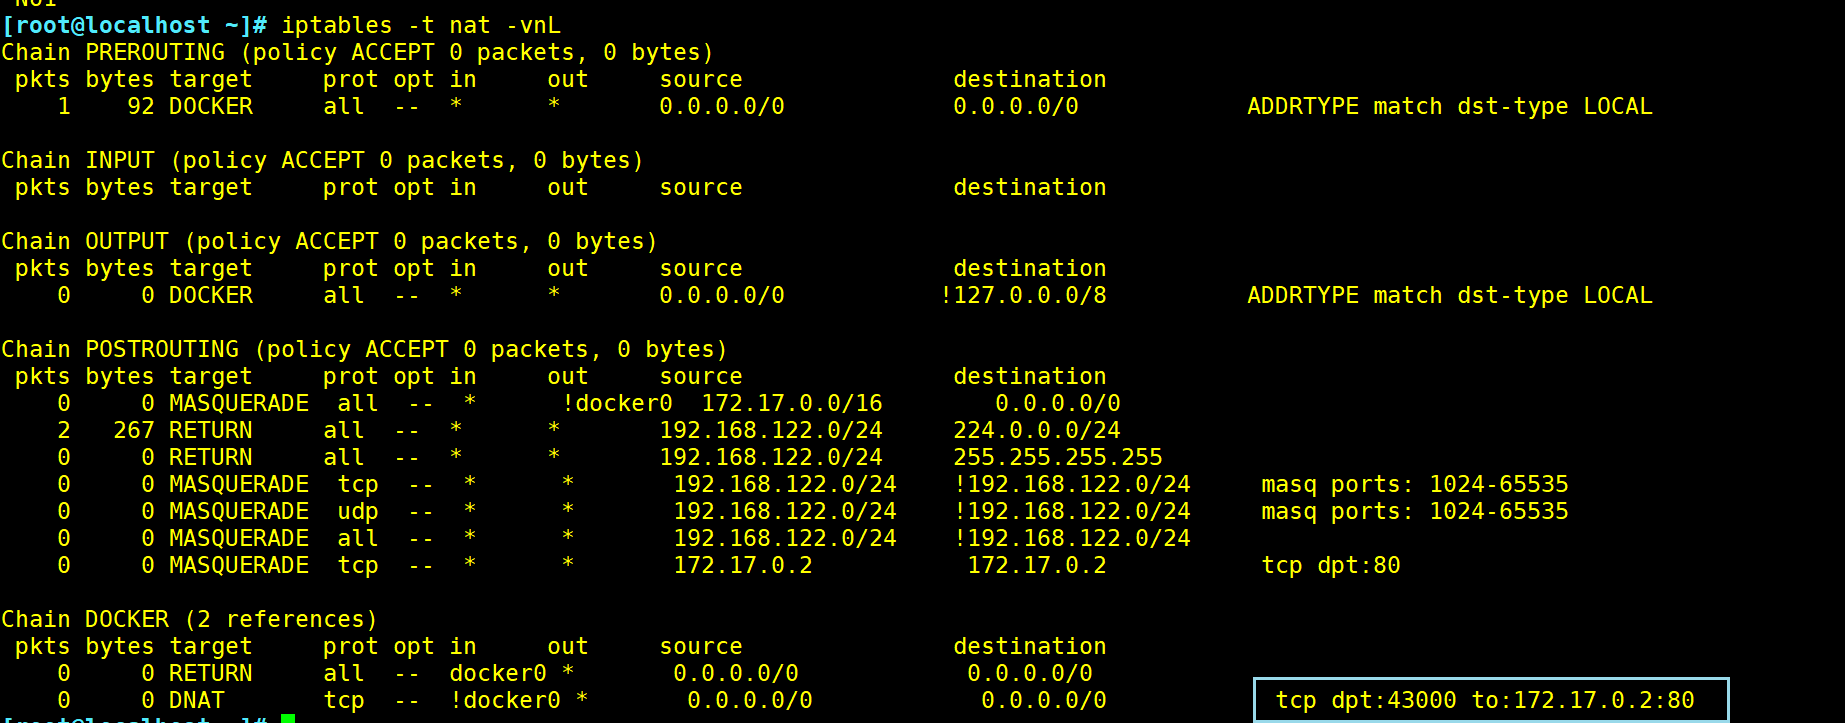 [root@localhost ~]# iptables -t nat -vnL
Chain PREROUTING (policy ACCEPT 0 packets, 0 bytes)
 pkts bytes target     prot opt in     out     source               destination
    1    92 DOCKER     all  --  *      *       0.0.0.0/0            0.0.0.0/0            ADDRTYPE match dst-type LOCAL

Chain INPUT (policy ACCEPT 0 packets, 0 bytes)
 pkts bytes target     prot opt in     out     source               destination

Chain OUTPUT (policy ACCEPT 0 packets, 0 bytes)
 pkts bytes target     prot opt in     out     source               destination
    0     0 DOCKER     all  --  *      *       0.0.0.0/0           !127.0.0.0/8          ADDRTYPE match dst-type LOCAL

Chain POSTROUTING (policy ACCEPT 0 packets, 0 bytes)
 pkts bytes target     prot opt in     out     source               destination
    0     0 MASQUERADE  all  --  *      !docker0  172.17.0.0/16        0.0.0.0/0
    2   267 RETURN     all  --  *      *       192.168.122.0/24     224.0.0.0/24
    0     0 RETURN     all  --  *      *       192.168.122.0/24     255.255.255.255
    0     0 MASQUERADE  tcp  --  *      *       192.168.122.0/24    !192.168.122.0/24     masq ports: 1024-65535
    0     0 MASQUERADE  udp  --  *      *       192.168.122.0/24    !192.168.122.0/24     masq ports: 1024-65535
    0     0 MASQUERADE  all  --  *      *       192.168.122.0/24    !192.168.122.0/24
    0     0 MASQUERADE  tcp  --  *      *       172.17.0.2           172.17.0.2           tcp dpt:80

Chain DOCKER (2 references)
 pkts bytes target     prot opt in     out     source               destination
    0     0 RETURN     all  --  docker0 *       0.0.0.0/0            0.0.0.0/0
    0     0 DNAT       tcp  --  !docker0 *       0.0.0.0/0            0.0.0.0/0            tcp dpt:43000 to:172.17.0.2:80
[root@localhost ~]#